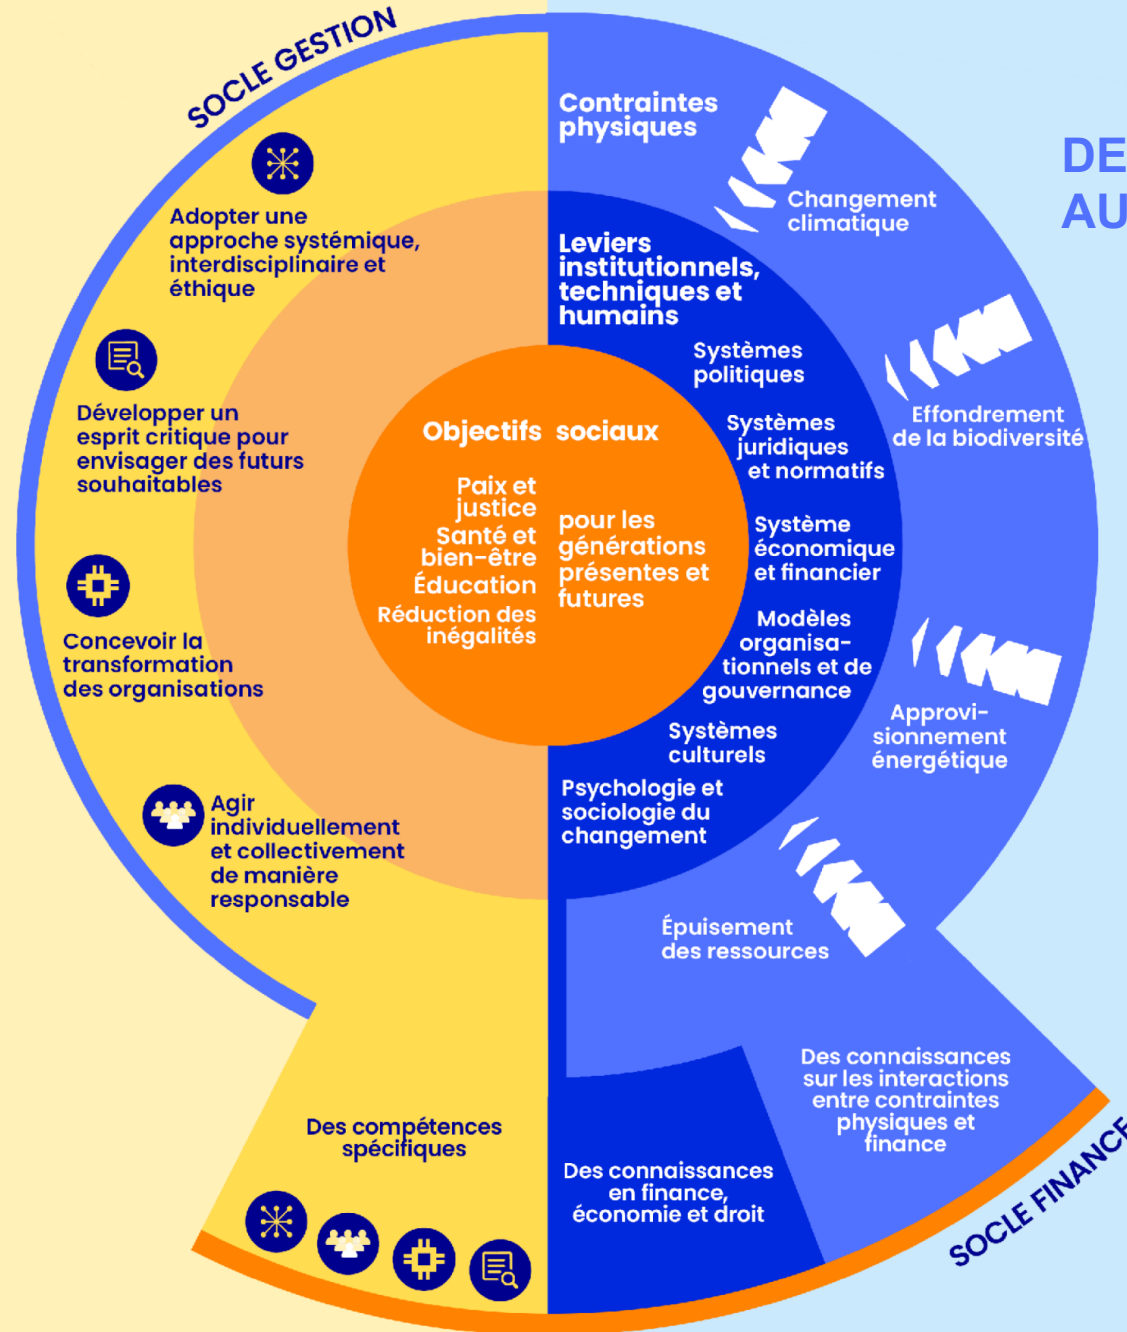 SOCLE GESTION
Adopter une
approche systémique,
interdisciplinaire et
éthique
Développer un
esprit critique pour
envisager des futurs
souhaitables
Concevoir la
transformation
des organisations
Agir
individuellement
et collectivement
de manière
responsable
Des compétences
spécifiques
Objectifs sociaux
Paix et
justice
Santé et
bien-être
Éducation
Réduction des
inégalités
pour les
générations
présentes et
futures
Contraintes
physiques
Changement
climatique
Effondrement
de la biodiversité
Approvi-
sionnement
énergétique
Épuisement
des ressources
Leviers
institutionnels,
techniques et
humains
Systèmes
politiques
Systèmes
juridiques
et normatifs
Système
économique
et financier
Modèles
organisa-
tionnels et de
gouvernance
Systèmes
culturels
Psychologie et
sociologie du
changement
Des connaissances
sur les interactions
entre contraintes
physiques et
finance
Des connaissances
en finance,
économie et droit
SOCLE FINANCE
DE
AU